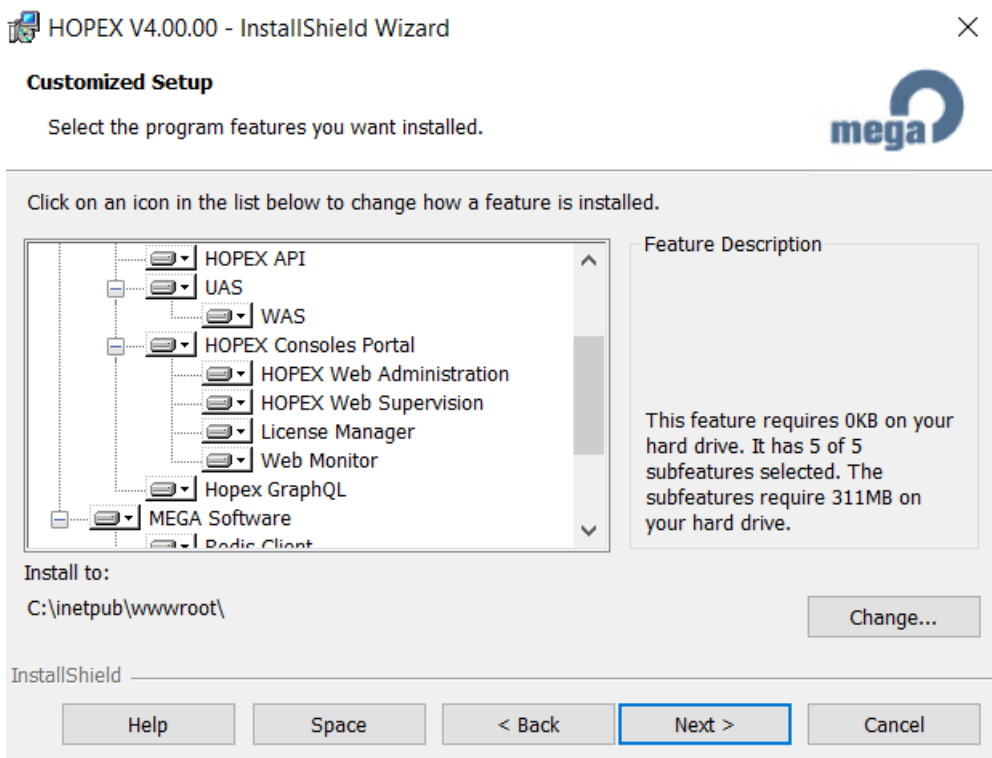 HOPEX V4.00.00 - InstallShield Wizard
Customized Setup
Select the program features you want installed.
mega
Click on an icon in the list below to change how a feature is installed.
HOPEX API
UAS
WAS
HOPEX Consoles Portal
HOPEX Web Administration
HOPEX Web Supervision
License Manager
Web Monitor
Hopex GraphQL
MEGA Software
Redis Client
Feature Description
This feature requires 0KB on your
hard drive. It has 5 of 5
subfeatures selected. The
subfeatures require 311MB on
your hard drive.
Install to:
C:\inetpub\wwwroot\
Change...
InstallShield
Help
Space
< Back
Next >
Cancel